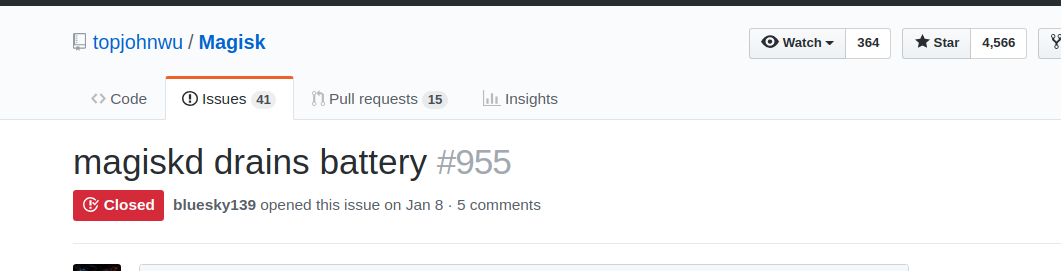 topjohnwu / Magisk
Watch 364 Star 4,566
Code Issues 41 Pull requests 15 Insights
magiskd drains battery #955
Closed bluesky139 opened this issue on Jan 8 · 5 comments